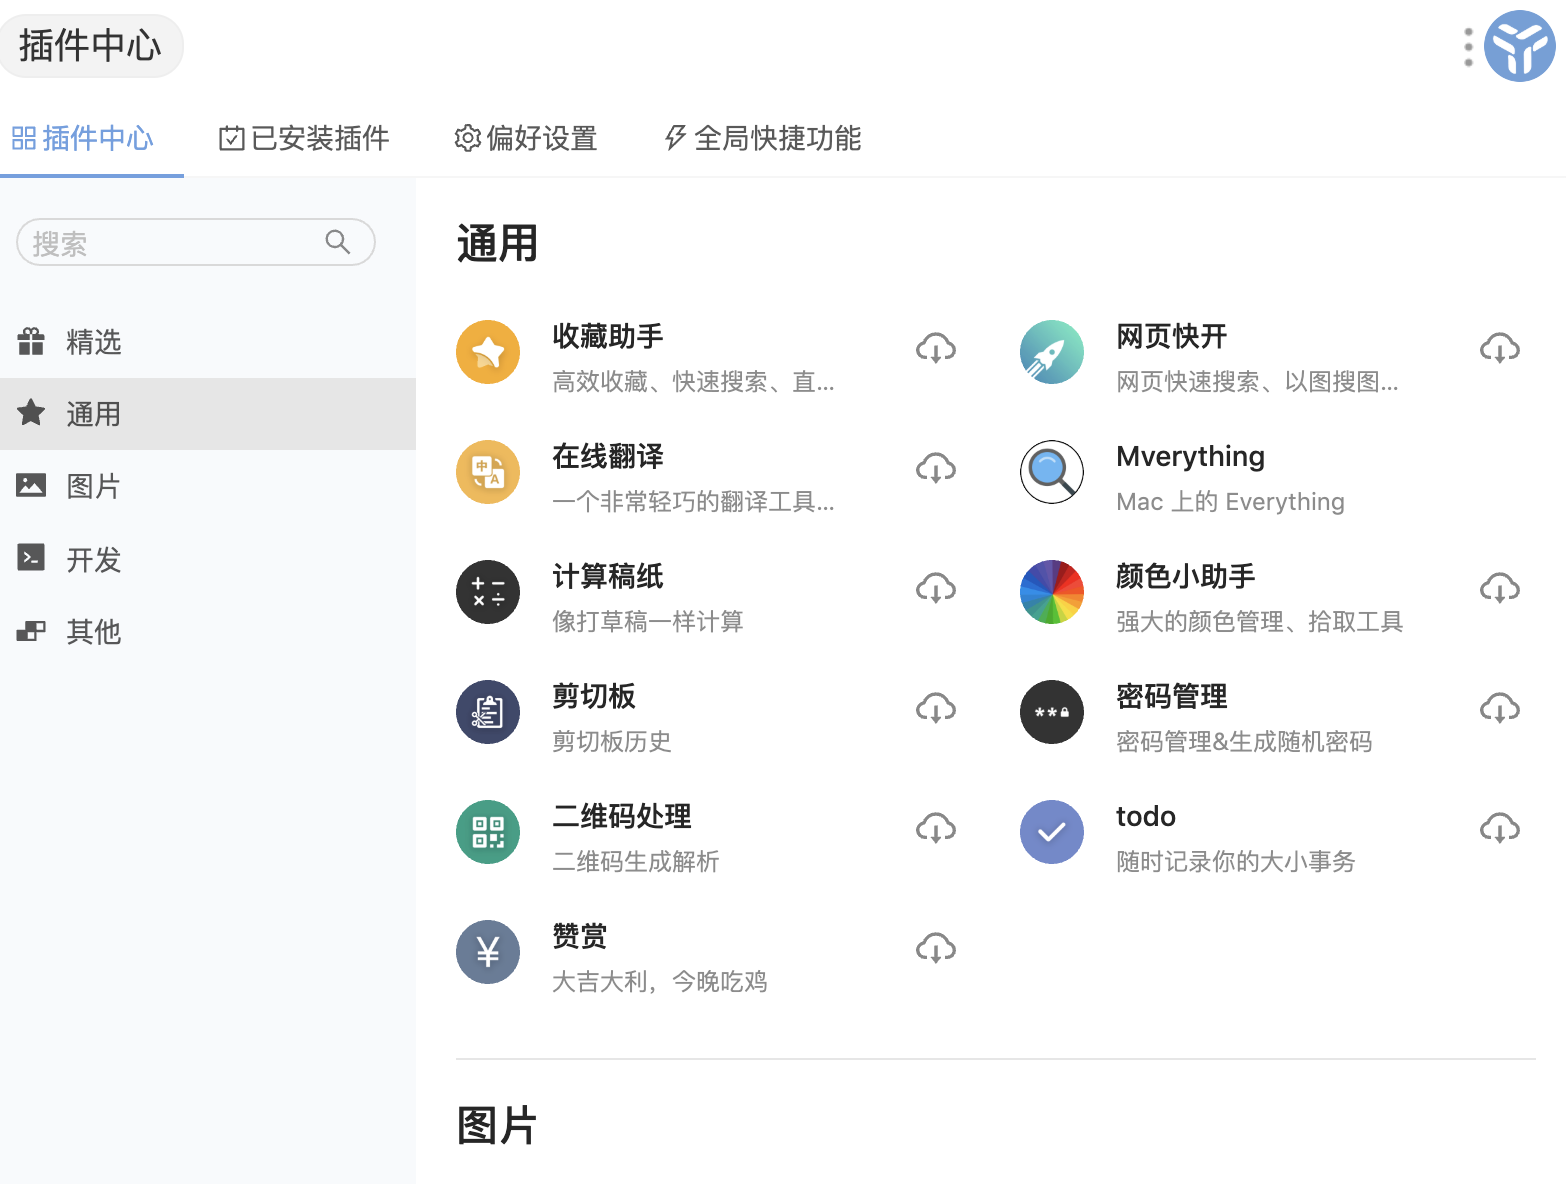 插件中心
插件中心
已安装插件
偏好设置
全局快捷功能
搜索
精选
通用
图片
开发
其他
通用
收藏助手
高效收藏、快速搜索、直...
网页快开
网页快速搜索、以图搜图...
在线翻译
一个非常轻巧的翻译工具...
Mverything
Mac 上的 Everything
计算稿纸
像打草稿一样计算
颜色小助手
强大的颜色管理、拾取工具
剪切板
剪切板历史
密码管理
密码管理&生成随机密码
二维码处理
二维码生成解析
todo
随时记录你的大小事务
赞赏
大吉大利，今晚吃鸡
图片